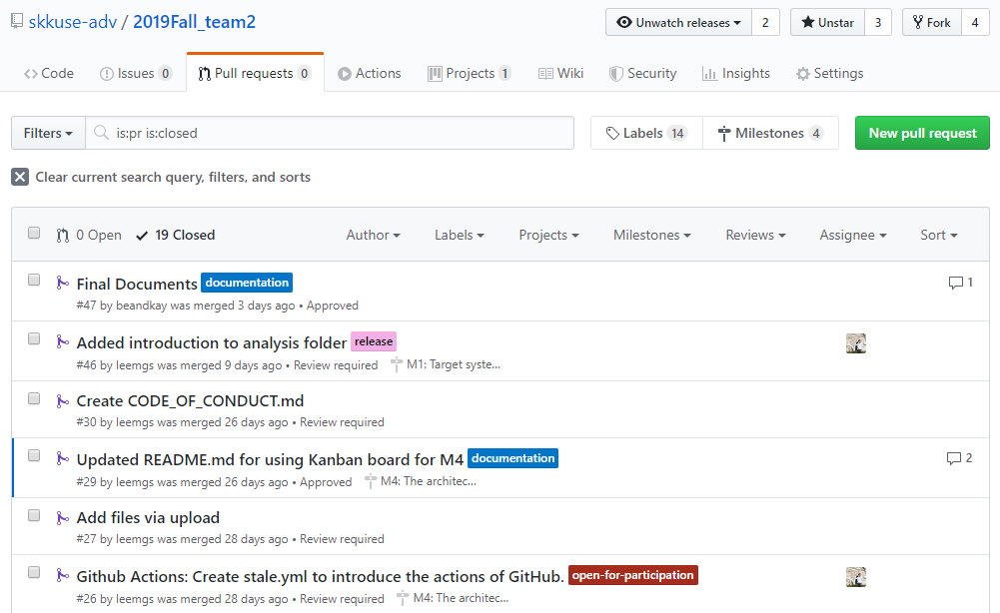 skkuse-adv / 2019Fall_team2 Unwatch releases 2 Unstar 3 Fork 4
Code Issues 0 Pull requests 0 Actions Projects 1 Wiki Security Insights Settings
Filters is:pr is:closed Labels 14 Milestones 4 New pull request
Clear current search query, filters, and sorts
0 Open 19 Closed Author Labels Projects Milestones Reviews Assignee Sort
Final Documents documentation 1
#47 by beandkay was merged 3 days ago • Approved
Added introduction to analysis folder release
#46 by leemgs was merged 9 days ago • Review required M1: Target syste...
Create CODE_OF_CONDUCT.md
#30 by leemgs was merged 26 days ago • Review required
Updated README.md for using Kanban board for M4 documentation 2
#29 by leemgs was merged 26 days ago • Approved M4: The architec...
Add files via upload
#27 by leemgs was merged 28 days ago • Review required
Github Actions: Create stale.yml to introduce the actions of GitHub. open-for-participation
#26 by leemgs was merged 28 days ago • Review required M4: The architec...